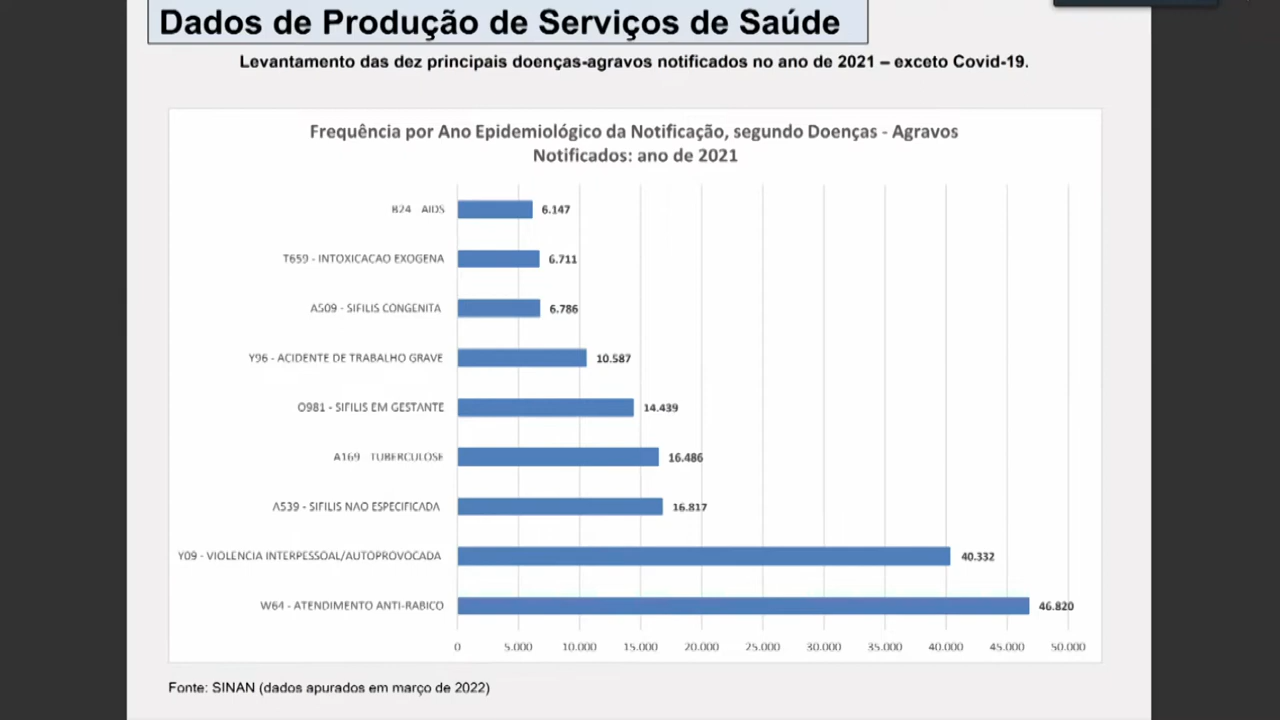 Dados de Produção de Serviços de Saúde
Levantamento das dez principais doenças-agravos notificados no ano de 2021 – exceto Covid-19.
Frequência por Ano Epidemiológico da Notificação, segundo Doenças - Agravos
Notificados: ano de 2021
B24 AIDS 6.147
T659 - INTOXICACAO EXOGENA 6.711
A509 - SIFILIS CONGENITA 6.786
Y96 - ACIDENTE DE TRABALHO GRAVE 10.587
O981 - SIFILIS EM GESTANTE 14.439
A169 TUBERCULOSE 16.486
A539 - SIFILIS NAO ESPECIFICADA 16.817
Y09 - VIOLENCIA INTERPESSOAL/AUTOPROVOCADA 40.332
W64 - ATENDIMENTO ANTI-RABICO 46.820
0 5.000 10.000 15.000 20.000 25.000 30.000 35.000 40.000 45.000 50.000
Fonte: SINAN (dados apurados em março de 2022)